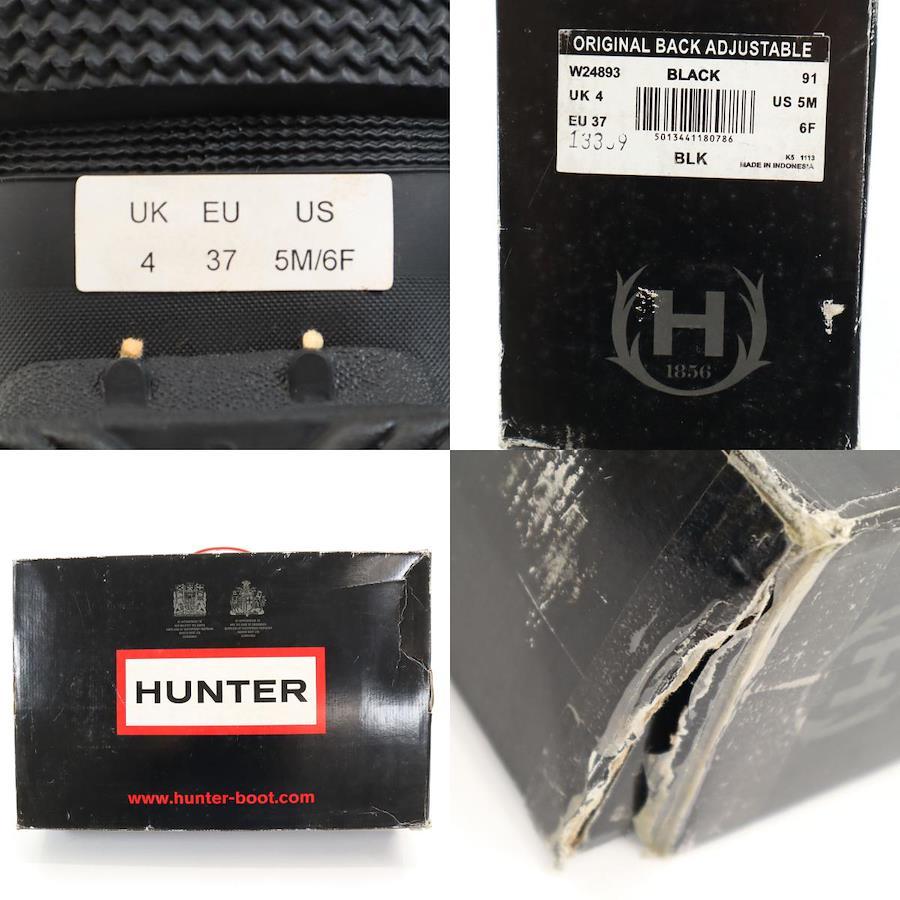 UK EU US
4 37 5M/6F
ORIGINAL BACK ADJUSTABLE
W24893 BLACK 91
UK 4 US 5M
EU 37 6F
5013441180786
BLK
K5 1113
MADE IN INDONESIA
H
1856
HUNTER
www.hunter-boot.com
H